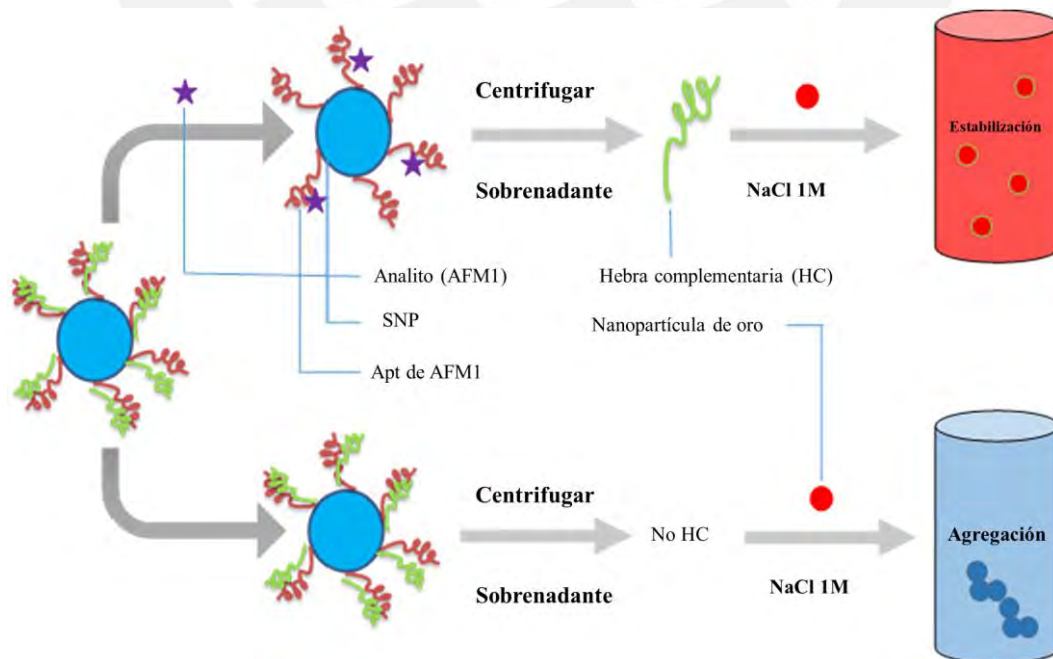 Centrifugar
Sobrenadante
NaCl 1M
Estabilización
Analito (AFM1)
SNP
Apt de AFM1
Hebra complementaria (HC)
Nanopartícula de oro
Centrifugar
Sobrenadante
No HC
NaCl 1M
Agregación